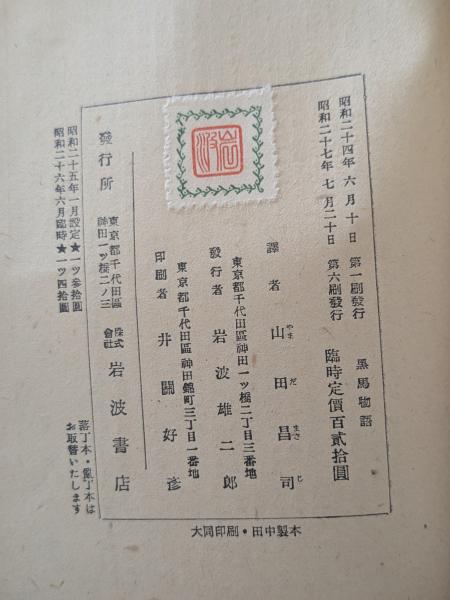 黒馬物語
昭和二十四年六月十日 第一刷發行
昭和二十七年七月二十日 第六刷發行
臨時定價百貳拾圓
譯者 山田昌司
やまだまさじ
東京都千代田區神田一ツ橋二丁目三番地
發行者 岩波雄二郎
東京都千代田區神田錦町三丁目一番地
印刷者 井關好彦
發行所
東京都千代田區
神田一ツ橋二ノ三
株式會社 岩波書店
昭和二十五年一月設定★一ツ参拾圓
昭和二十六年六月臨時★一ツ四拾圓
落丁本・亂丁本は
お取替いたします
大同印刷・田中製本
岩波